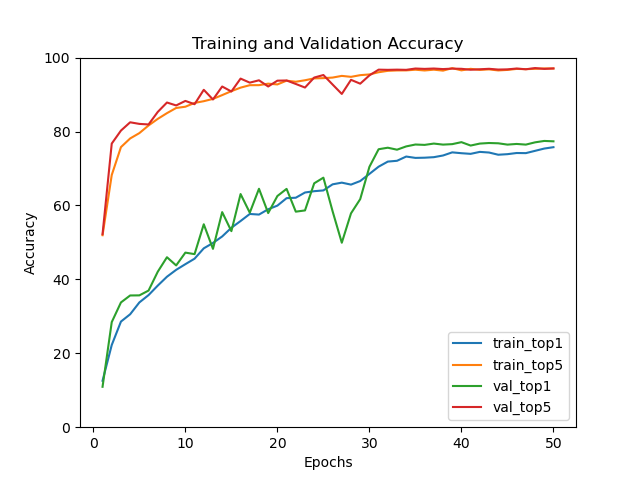 Training and Validation Accuracy
100
80
60
40
20
0
Accuracy
0 10 20 30 40 50
Epochs
train_top1
train_top5
val_top1
val_top5